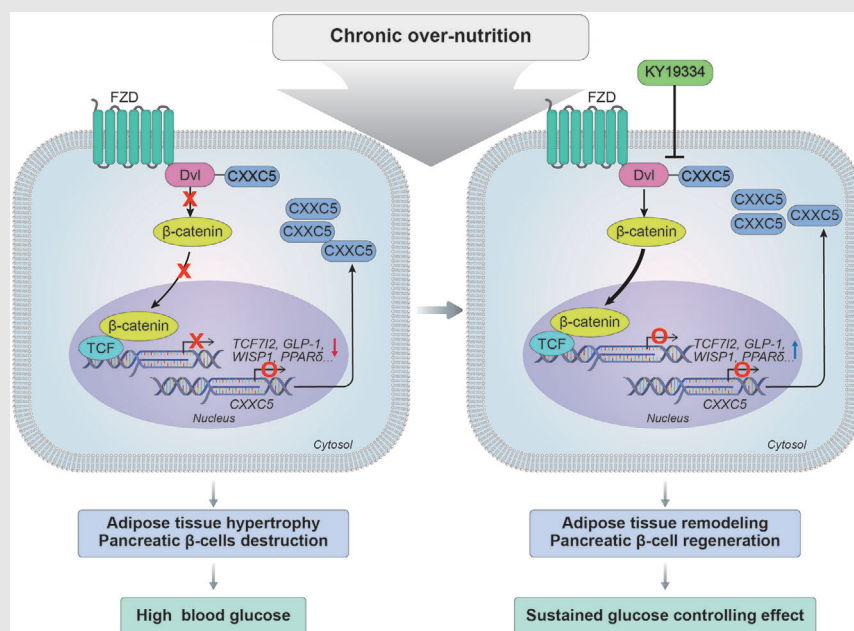 Chronic over-nutrition
FZD
Dvl
CXXC5
X
β-catenin
CXXC5
CXXC5
CXXC5
X
β-catenin
TCF
X
TCF7l2, GLP-1,
WISP1, PPARδ...
CXXC5
Nucleus
Cytosol
Adipose tissue hypertrophy
Pancreatic β-cells destruction
High blood glucose
KY19334
FZD
Dvl
CXXC5
β-catenin
CXXC5
CXXC5
CXXC5
β-catenin
TCF
TCF7l2, GLP-1,
WISP1, PPARδ...
CXXC5
Nucleus
Cytosol
Adipose tissue remodeling
Pancreatic β-cell regeneration
Sustained glucose controlling effect